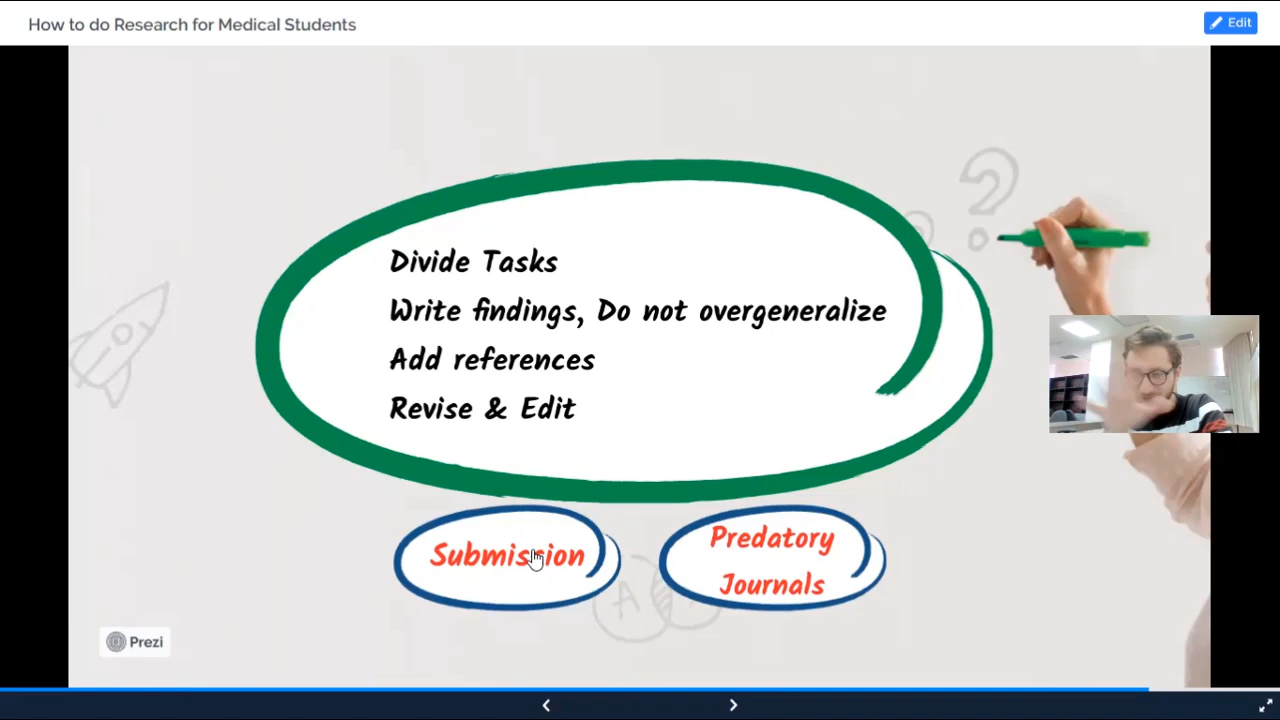 How to do Research for Medical Students
Edit
Divide Tasks
Write findings, Do not overgeneralize
Add references
Revise & Edit
Submission
Predatory
Journals
Prezi